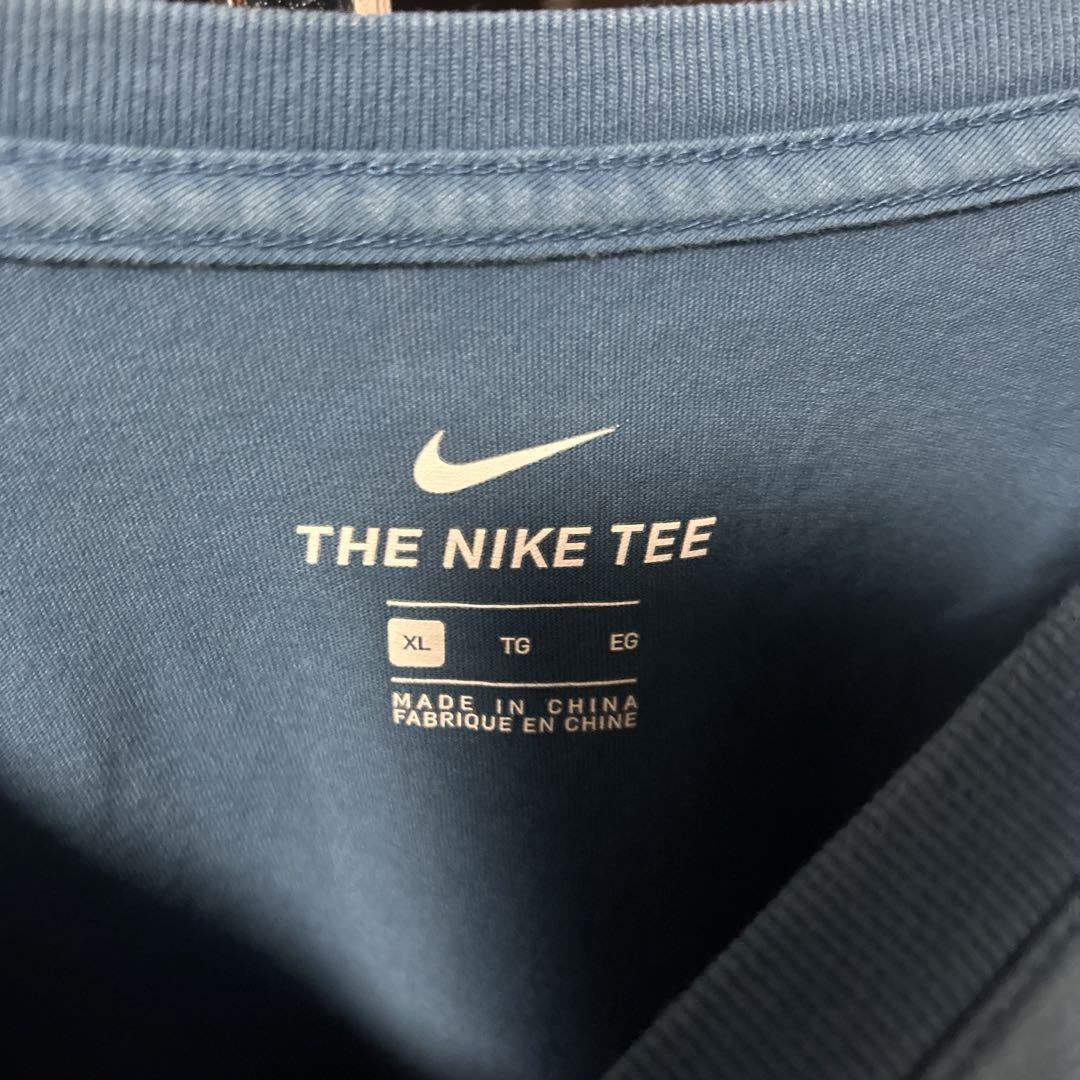 THE NIKE TEE
XL TG EG
MADE IN CHINA
FABRIQUE EN CHINE